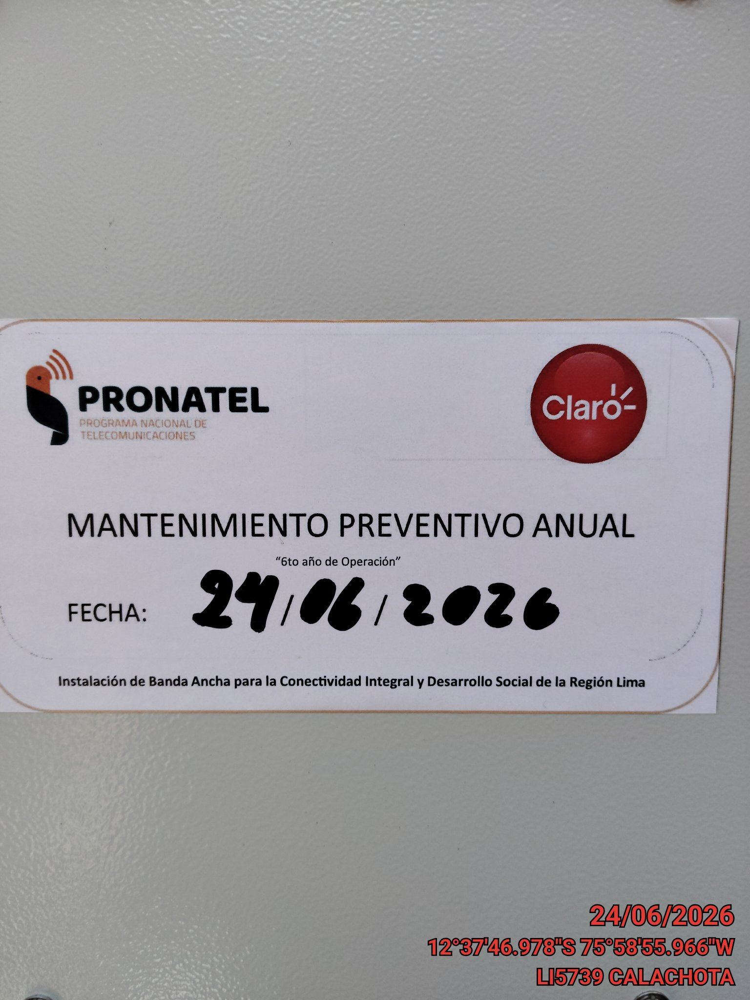 PRONATEL
PROGRAMA NACIONAL DE
TELECOMUNICACIONES
Claro
MANTENIMIENTO PREVENTIVO ANUAL
“6to año de Operación”
FECHA: 24/06/2026
Instalación de Banda Ancha para la Conectividad Integral y Desarrollo Social de la Región Lima
24/06/2026
12°37'46.978"S 75°58'55.966"W
LI5739 CALACHOTA